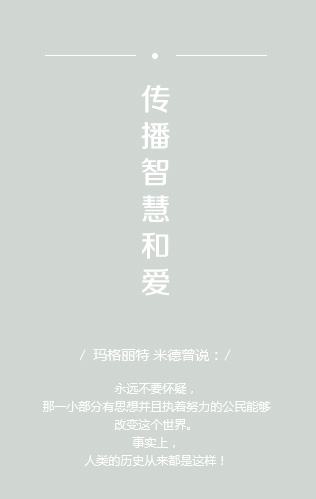 传播智慧和爱
/ 玛格丽特 米德曾说：/
永远不要怀疑，
那一小部分有思想并且执着努力的公民能够
改变这个世界。
事实上，
人类的历史从来都是这样！